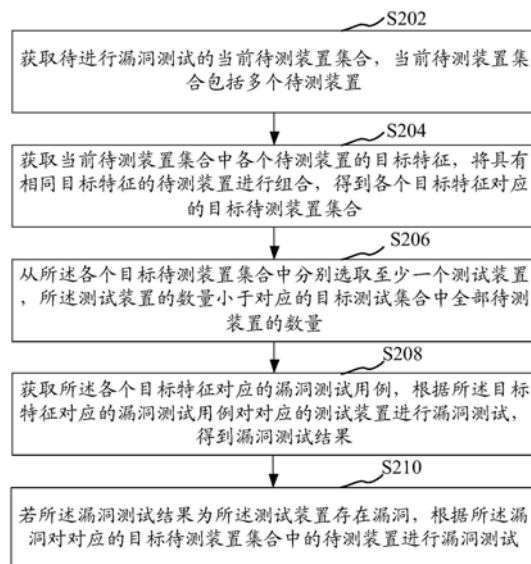 S202
获取待进行漏洞测试的当前待测装置集合，当前待测装置集
合包括多个待测装置
S204
获取当前待测装置集合中各个待测装置的目标特征，将具有
相同目标特征的待测装置进行组合，得到各个目标特征对应
的目标待测装置集合
S206
从所述各个目标待测装置集合中分别选取至少一个测试装置
，所述测试装置的数量小于对应的目标测试集合中全部待测
装置的数量
S208
获取所述各个目标特征对应的漏洞测试用例，根据所述目标
特征对应的漏洞测试用例对对应的测试装置进行漏洞测试，
得到漏洞测试结果
S210
若所述漏洞测试结果为所述测试装置存在漏洞，根据所述漏
洞对对应的目标待测装置集合中的待测装置进行漏洞测试